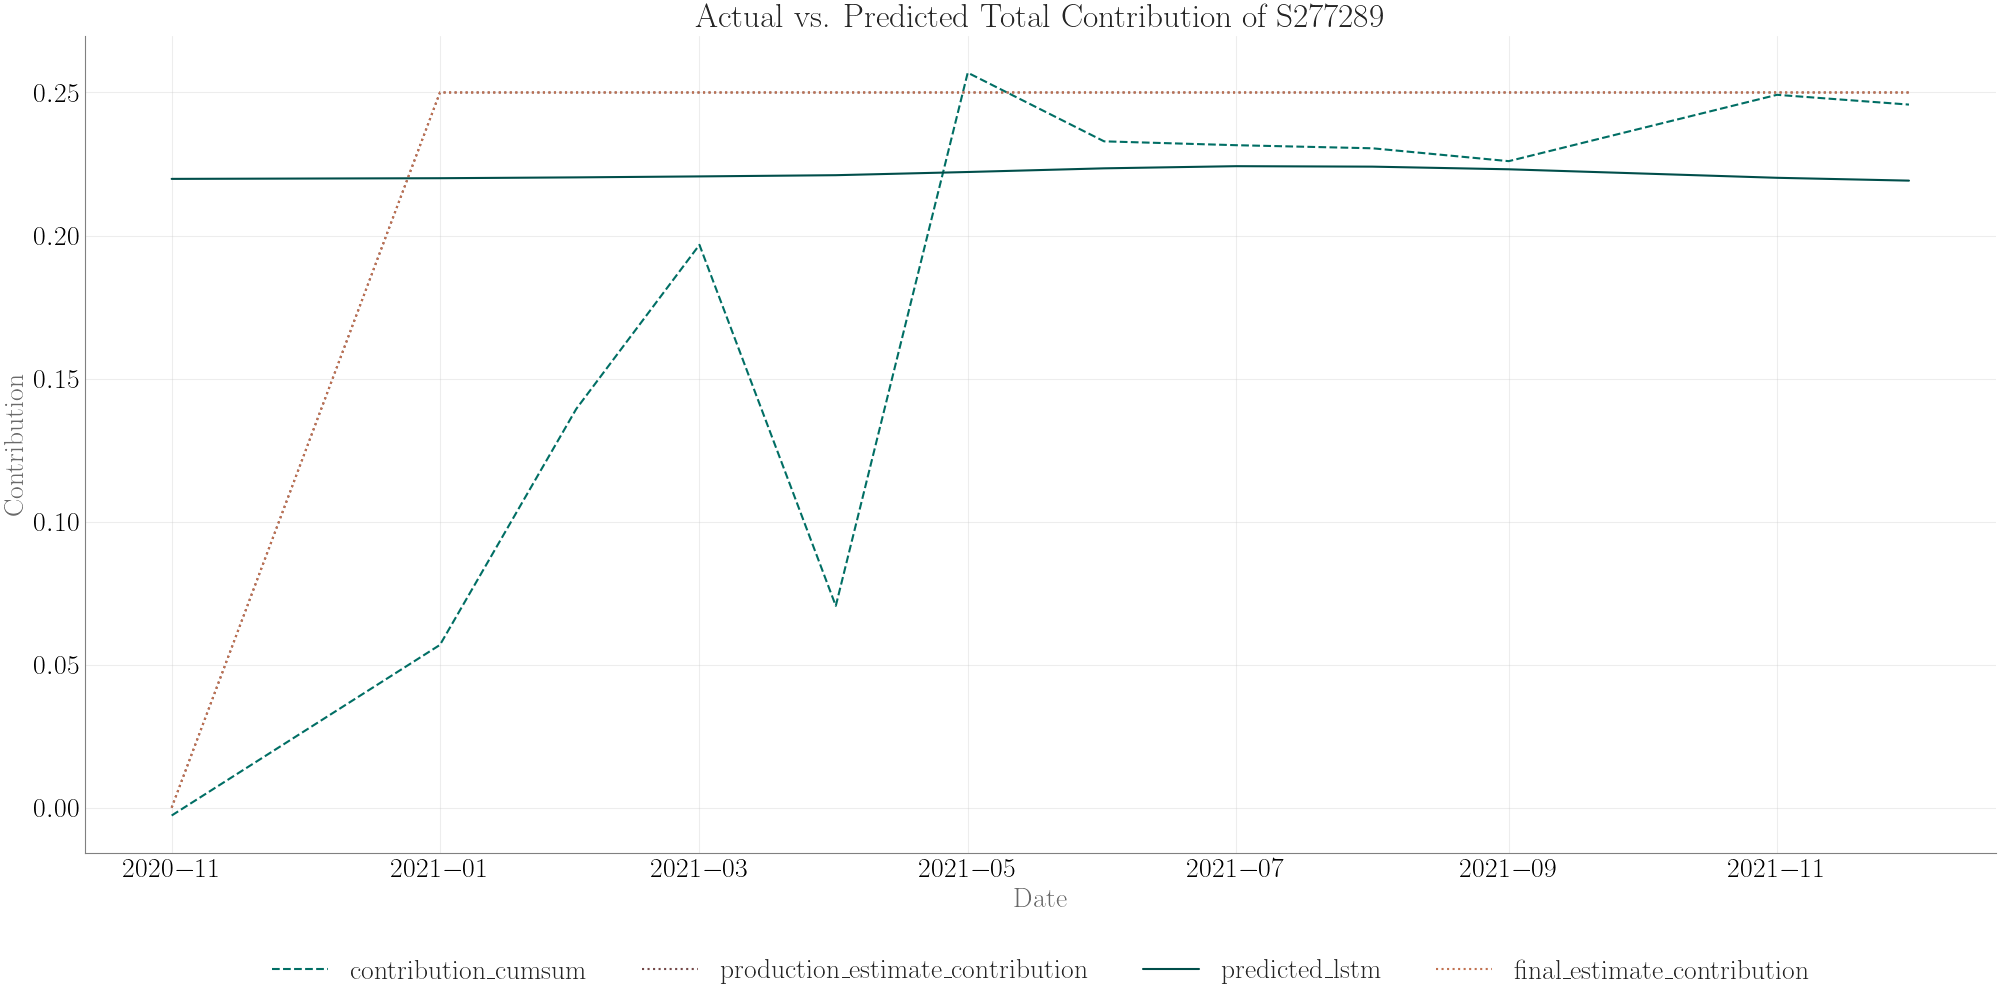 Actual vs. Predicted Total Contribution of S277289
0.25
0.20
0.15
0.10
0.05
0.00
Contribution
2020−11 2021−01 2021−03 2021−05 2021−07 2021−09 2021−11
Date
contribution_cumsum production_estimate_contribution predicted_lstm final_estimate_contribution